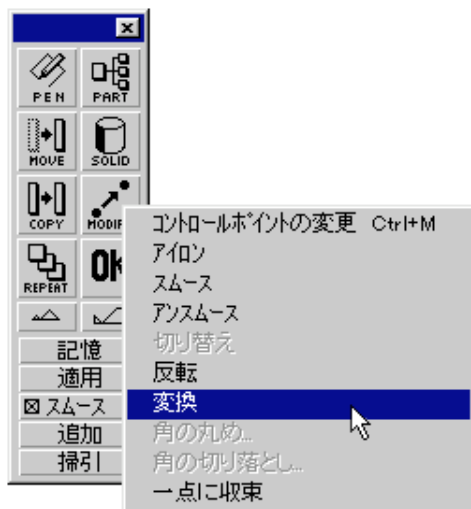 PEN
PART
MOVE
SOLID
COPY
MODIF
REPEAT
OK
記憶
適用
スムース
追加
掃引
コントロールポイントの変更 Ctrl+M
アイロン
スムース
アンスムース
切り替え
反転
変換
角の丸め...
角の切り落とし...
一点に収束